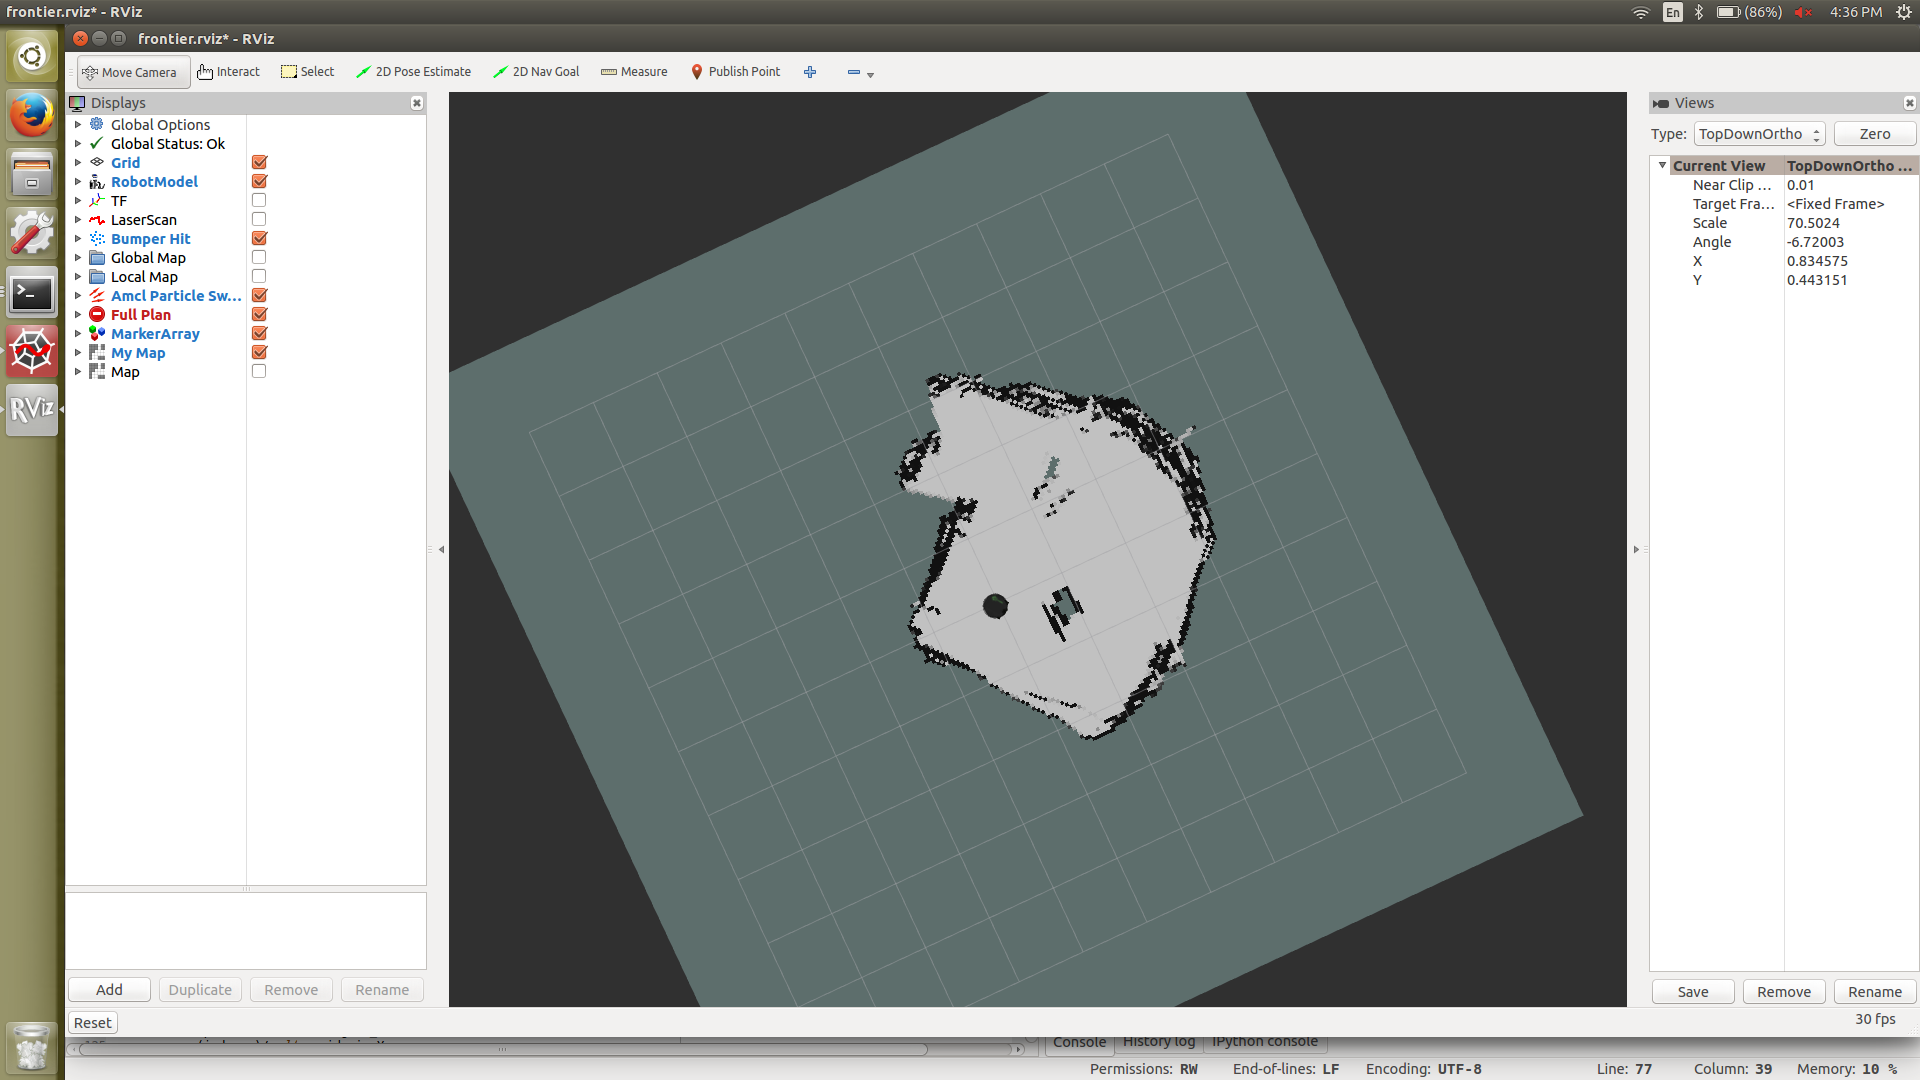 frontier.rviz* - RViz
En (86%) 4:36 PM
frontier.rviz* - RViz
Move Camera Interact Select 2D Pose Estimate 2D Nav Goal Measure Publish Point
Displays
Global Options
Global Status: Ok
Grid
RobotModel
TF
LaserScan
Bumper Hit
Global Map
Local Map
Amcl Particle Sw...
Full Plan
MarkerArray
My Map
Map
Add Duplicate Remove Rename
Reset
RViz
Views
Type: TopDownOrtho Zero
Current View TopDownOrtho ...
Near Clip ... 0.01
Target Fra... <Fixed Frame>
Scale 70.5024
Angle -6.72003
X 0.834575
Y 0.443151
Save Remove Rename
30 fps
Console History log IPython console
Permissions: RW End-of-lines: LF Encoding: UTF-8 Line: 77 Column: 39 Memory: 10 %